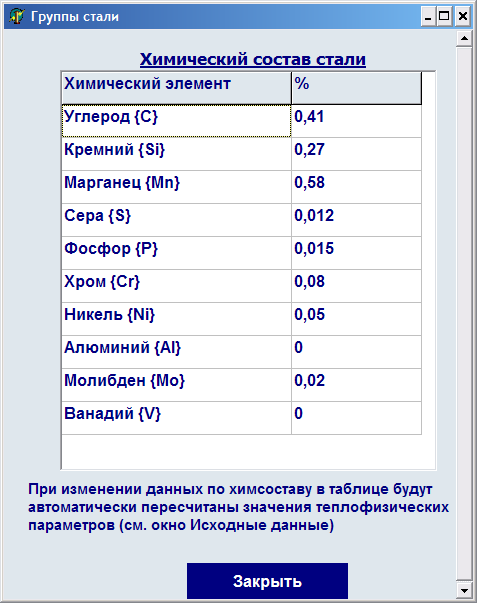 Группы стали
Химический состав стали
Химический элемент %
Углерод {C} 0,41
Кремний {Si} 0,27
Марганец {Mn} 0,58
Сера {S} 0,012
Фосфор {P} 0,015
Хром {Cr} 0,08
Никель {Ni} 0,05
Алюминий {Al} 0
Молибден {Mo} 0,02
Ванадий {V} 0
При изменении данных по химсоставу в таблице будут
автоматически пересчитаны значения теплофизических
параметров (см. окно Исходные данные)
Закрыть